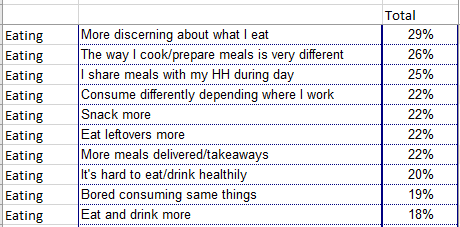 Total
Eating More discerning about what I eat 29%
Eating The way I cook/prepare meals is very different 26%
Eating I share meals with my HH during day 25%
Eating Consume differently depending where I work 22%
Eating Snack more 22%
Eating Eat leftovers more 22%
Eating More meals delivered/takeaways 22%
Eating It's hard to eat/drink healthily 20%
Eating Bored consuming same things 19%
Eating Eat and drink more 18%